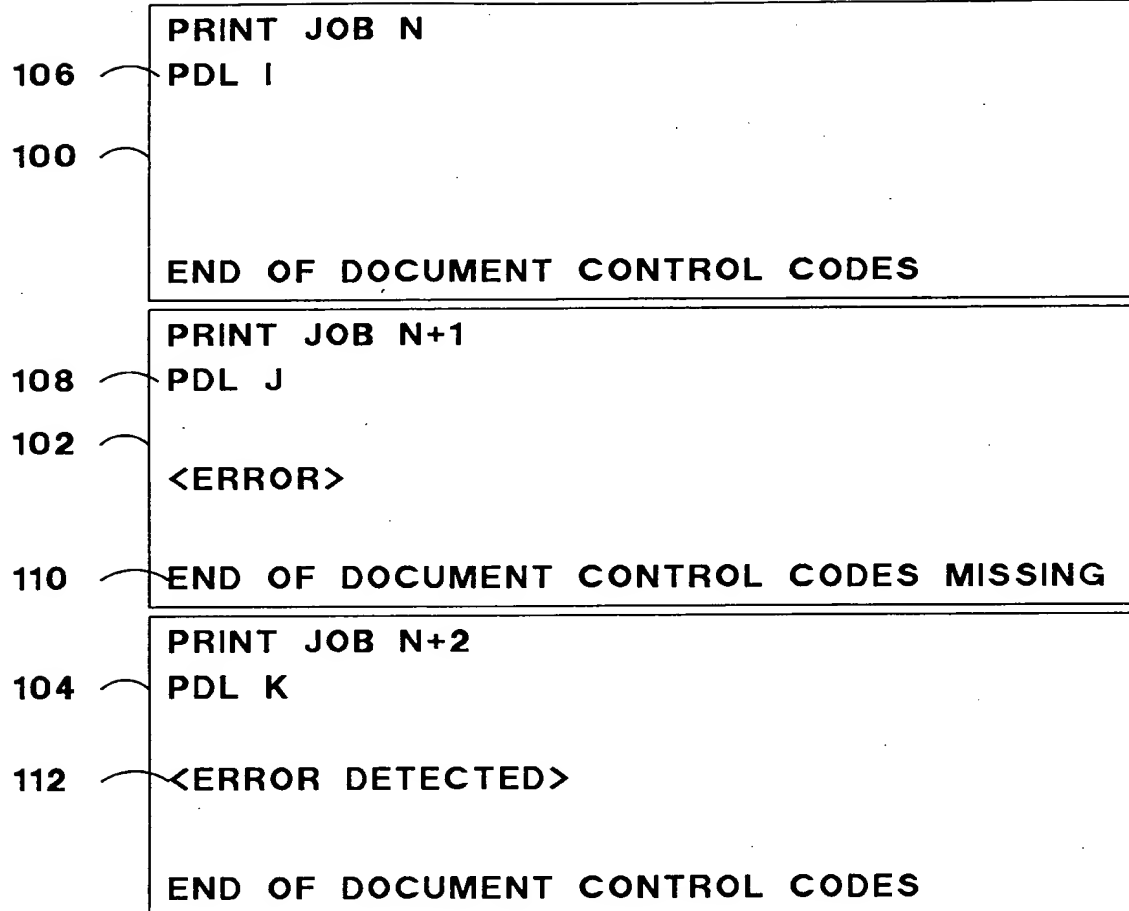 PRINT JOB N
106 PDL I
100
END OF DOCUMENT CONTROL CODES
PRINT JOB N+1
108 PDL J
102
<ERROR>
110 END OF DOCUMENT CONTROL CODES MISSING
PRINT JOB N+2
104 PDL K
112 <ERROR DETECTED>
END OF DOCUMENT CONTROL CODES